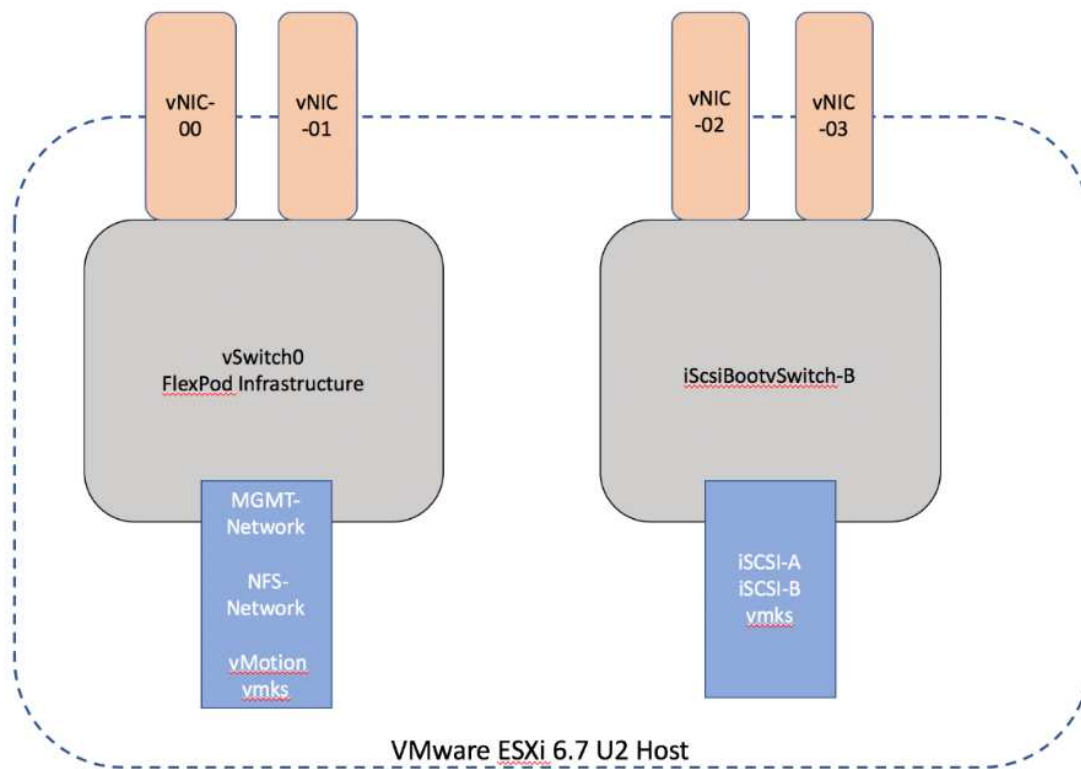 vNIC-
00
vNIC
-01
vNIC
-02
vNIC
-03
vSwitch0
FlexPod Infrastructure
iScsiBootvSwitch-B
MGMT-
Network
NFS-
Network
vMotion
vmks
iSCSI-A
iSCSI-B
vmks
VMware ESXi 6.7 U2 Host